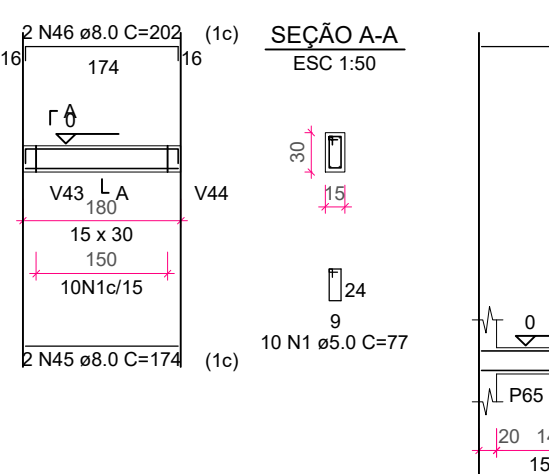 2 N46 ø8.0 C=202 (1c)
16 174 16
A
0
V43 A V44
180
15 x 30
150
10N1c/15
2 N45 ø8.0 C=174 (1c)
SEÇÃO A-A
ESC 1:50
30
15
24
9
10 N1 ø5.0 C=77
0
P65
20
15